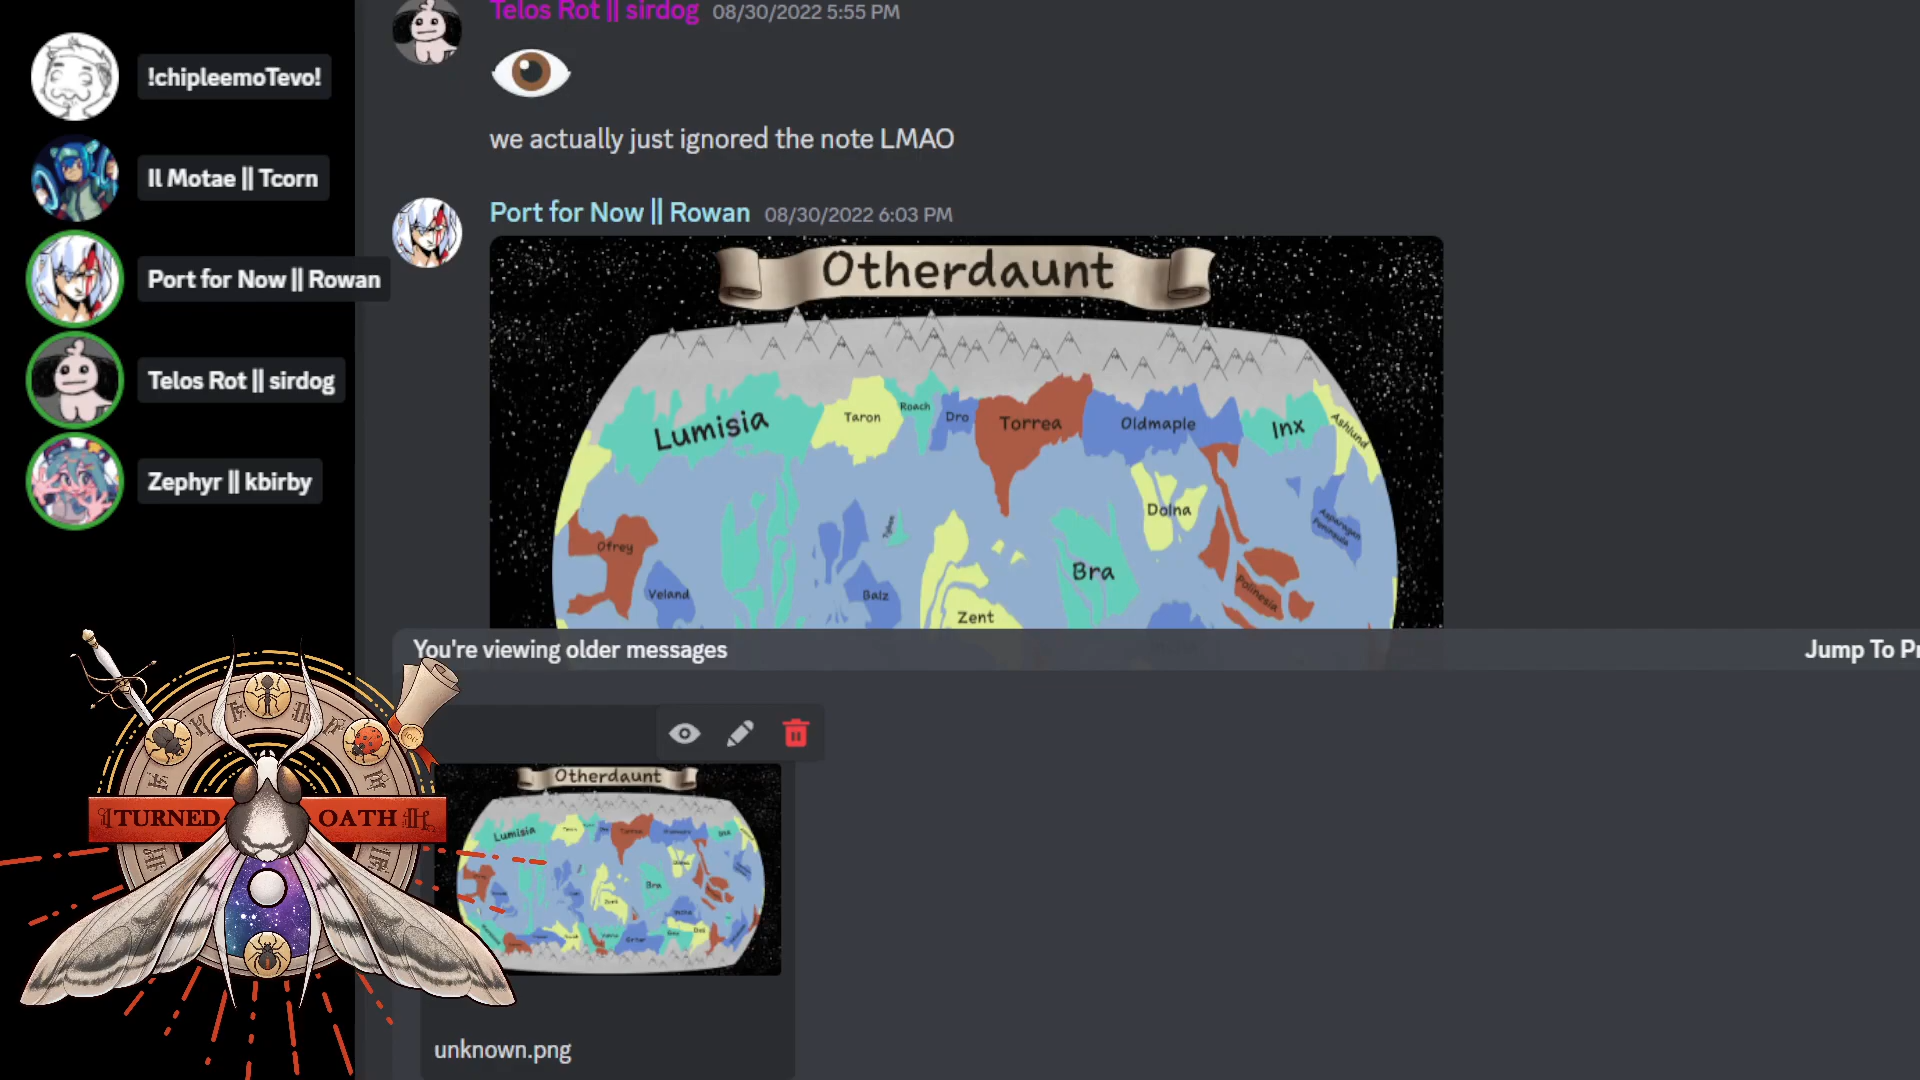 Telos Rot || sirdog 08/30/2022 5:55 PM
!chipleemoTevo!
we actually just ignored the note LMAO
Il Motae || Tcorn
Port for Now || Rowan 08/30/2022 6:03 PM
Port for Now || Rowan
Otherdaunt
Telos Rot || sirdog
Lumisia
Taron
Roach
Dro
Torrea
Oldmaple
Inx
Ashlund
Zephyr || kbirby
Dolna
Ofrey
Bra
Veland
Balz
Polinesia
Zent
You're viewing older messages
Jump To Pr
Otherdaunt
Lumisia
Inx
TURNED OATH
Bra
unknown.png